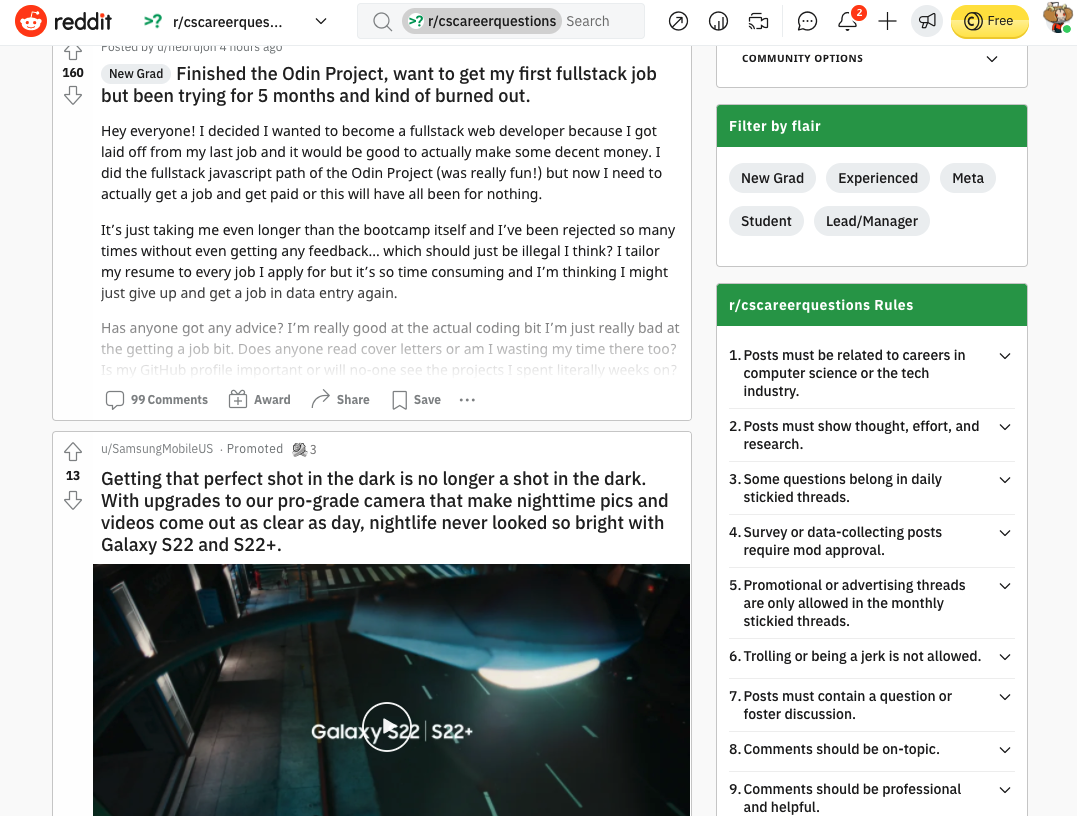 reddit
r/cscareerques...
r/cscareerquestions
Search
2
Free
Posted by u/nebrujon 4 hours ago
160
New Grad
Finished the Odin Project, want to get my first fullstack job
but been trying for 5 months and kind of burned out.
Hey everyone! I decided I wanted to become a fullstack web developer because I got
laid off from my last job and it would be good to actually make some decent money. I
did the fullstack javascript path of the Odin Project (was really fun!) but now I need to
actually get a job and get paid or this will have all been for nothing.
It's just taking me even longer than the bootcamp itself and I've been rejected so many
times without even getting any feedback... which should just be illegal I think? I tailor
my resume to every job I apply for but it's so time consuming and I'm thinking I might
just give up and get a job in data entry again.
Has anyone got any advice? I'm really good at the actual coding bit I'm just really bad at
the getting a job bit. Does anyone read cover letters or am I wasting my time there too?
Is my GitHub profile important or will no-one see the projects I spent literally weeks on?
99 Comments
Award
Share
Save
u/SamsungMobileUS · Promoted
3
13
Getting that perfect shot in the dark is no longer a shot in the dark.
With upgrades to our pro-grade camera that make nighttime pics and
videos come out as clear as day, nightlife never looked so bright with
Galaxy S22 and S22+.
Galaxy S22 | S22+
COMMUNITY OPTIONS
Filter by flair
New Grad
Experienced
Meta
Student
Lead/Manager
r/cscareerquestions Rules
1. Posts must be related to careers in
computer science or the tech
industry.
2. Posts must show thought, effort, and
research.
3. Some questions belong in daily
stickied threads.
4. Survey or data-collecting posts
require mod approval.
5. Promotional or advertising threads
are only allowed in the monthly
stickied threads.
6. Trolling or being a jerk is not allowed.
7. Posts must contain a question or
foster discussion.
8. Comments should be on-topic.
9. Comments should be professional
and helpful.